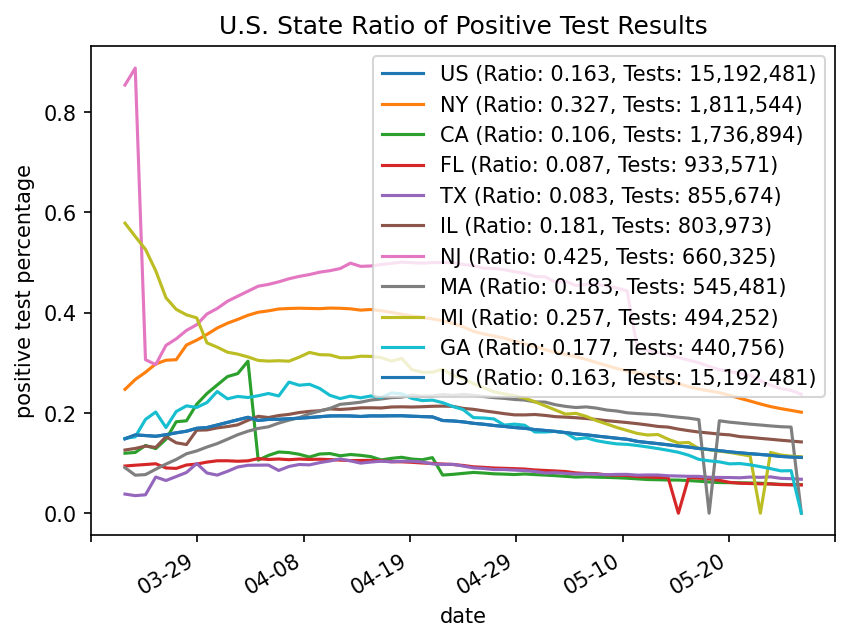 U.S. State Ratio of Positive Test Results
US (Ratio: 0.163, Tests: 15,192,481)
NY (Ratio: 0.327, Tests: 1,811,544)
CA (Ratio: 0.106, Tests: 1,736,894)
FL (Ratio: 0.087, Tests: 933,571)
TX (Ratio: 0.083, Tests: 855,674)
IL (Ratio: 0.181, Tests: 803,973)
NJ (Ratio: 0.425, Tests: 660,325)
MA (Ratio: 0.183, Tests: 545,481)
MI (Ratio: 0.257, Tests: 494,252)
GA (Ratio: 0.177, Tests: 440,756)
US (Ratio: 0.163, Tests: 15,192,481)
positive test percentage
0.8
0.6
0.4
0.2
0.0
03-29
04-08
04-19
04-29
05-10
05-20
date